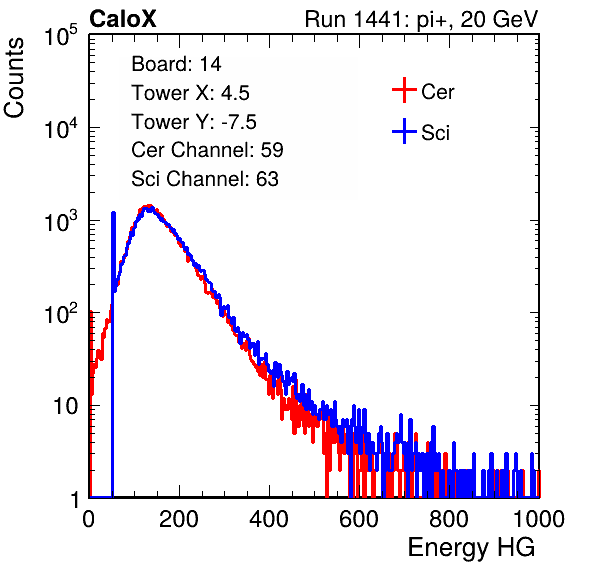 CaloX
Run 1441: pi+, 20 GeV
Counts
10^5
10^4
10^3
10^2
10
1
Board: 14
Tower X: 4.5
Tower Y: -7.5
Cer Channel: 59
Sci Channel: 63
Cer
Sci
0 200 400 600 800 1000
Energy HG